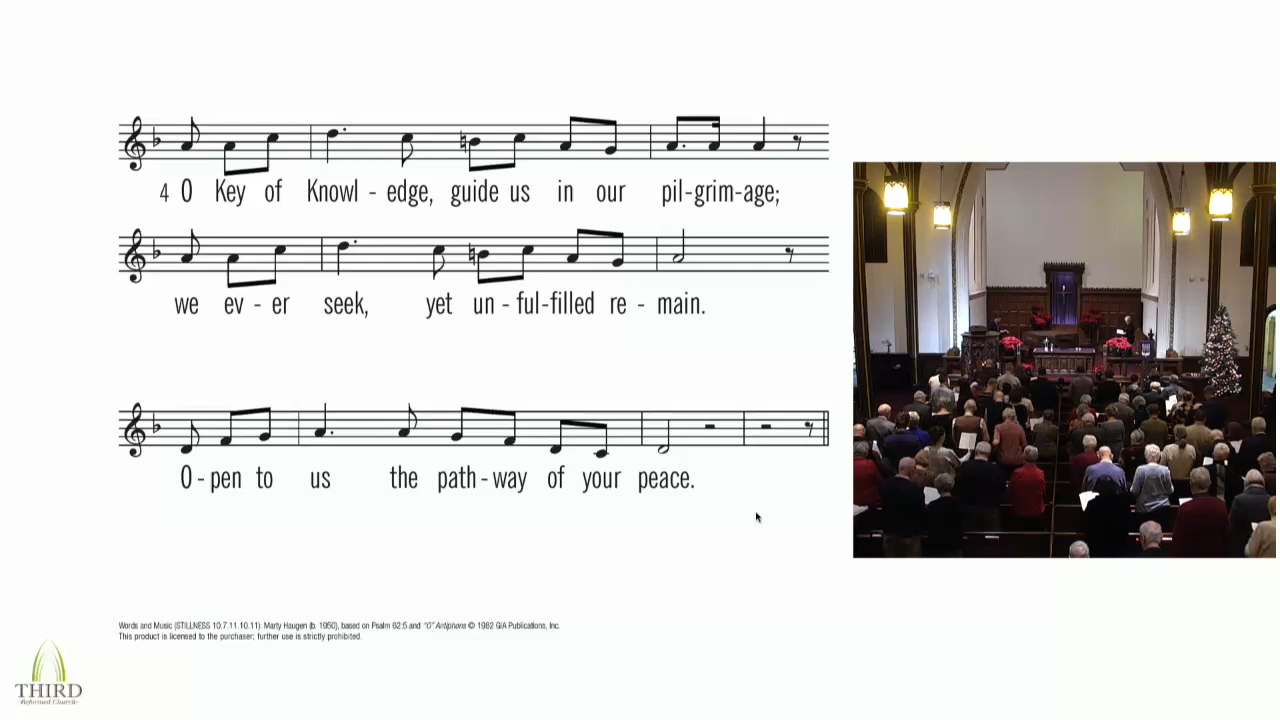 4 O Key of Knowl - edge, guide us in our pil-grim-age;
we ev - er seek, yet un - ful-filled re - main.
O - pen to us the path - way of your peace.
Words and Music (STILLNESS 10.7.11.10.11): Marty Haugen (b. 1950), based on Psalm 62:5 and "O" Antiphons © 1982 GIA Publications, Inc.
This product is licensed to the purchaser; further use is strictly prohibited.
THIRD
Reformed Church